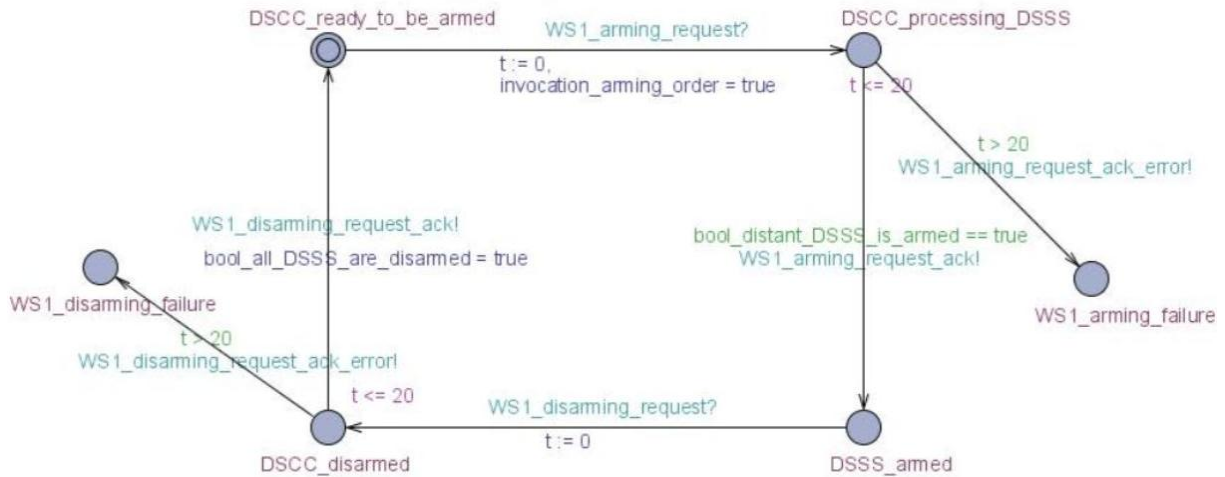 DSCC_ready_to_be_armed
DSCC_processing_DSSS
WS1_arming_request?
t := 0,
invocation_arming_order = true
t <= 20
t > 20
WS1_arming_request_ack_error!
WS1_disarming_request_ack!
bool_all_DSSS_are_disarmed = true
bool_distant_DSSS_is_armed == true
WS1_arming_request_ack!
WS1_disarming_failure
WS1_arming_failure
t > 20
WS1_disarming_request_ack_error!
t <= 20
WS1_disarming_request?
t := 0
DSCC_disarmed
DSSS_armed